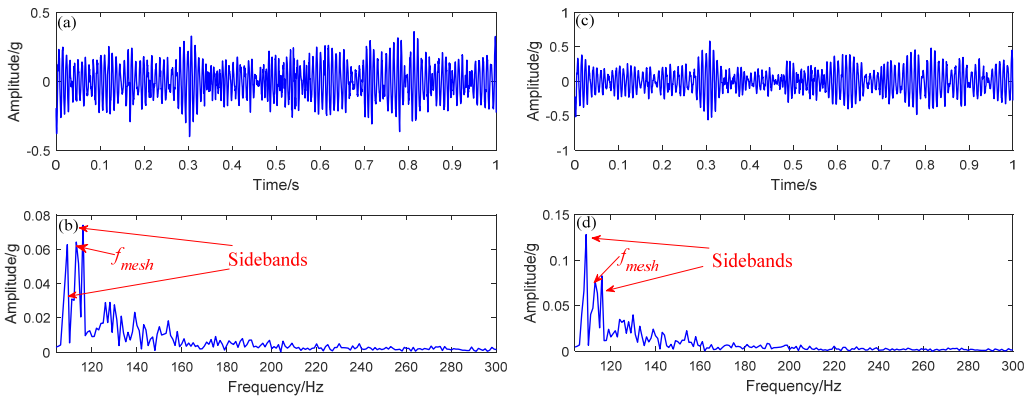 (a)
0.5
0
-0.5
Amplitude/g
0 0.1 0.2 0.3 0.4 0.5 0.6 0.7 0.8 0.9 1
Time/s
(c)
1
0.5
0
-0.5
-1
Amplitude/g
0 0.1 0.2 0.3 0.4 0.5 0.6 0.7 0.8 0.9 1
Time/s
(b)
0.08
0.06
0.04
0.02
0
Amplitude/g
f mesh
Sidebands
120 140 160 180 200 220 240 260 280 300
Frequency/Hz
(d)
0.15
0.10
0.05
0
Amplitude/g
f mesh
Sidebands
120 140 160 180 200 220 240 260 280 300
Frequency/Hz